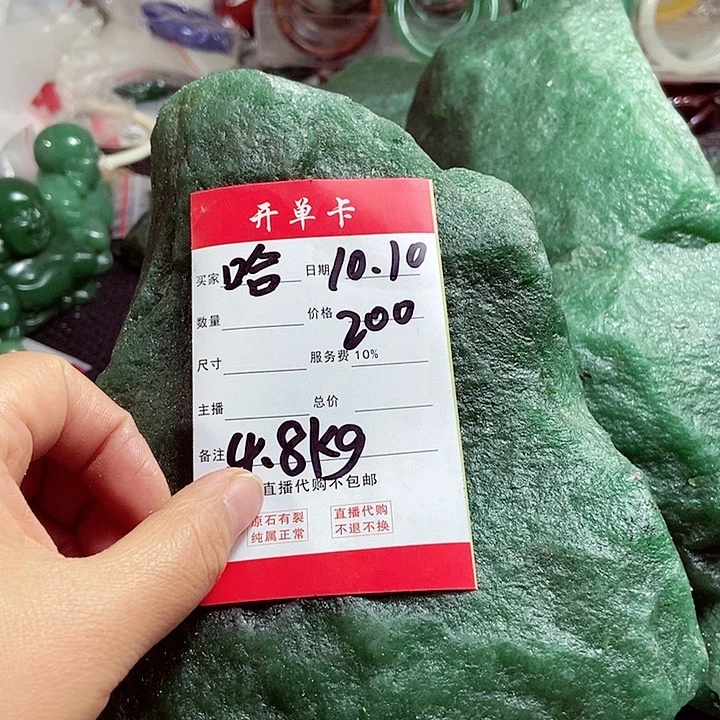 开单卡
买家 哈 日期 10.10
数量 价格 200
尺寸 服务费 10%
主播 总价
备注 4.8Kg
直播代购不包邮
原石有裂 直播代购
纯属正常 不退不换